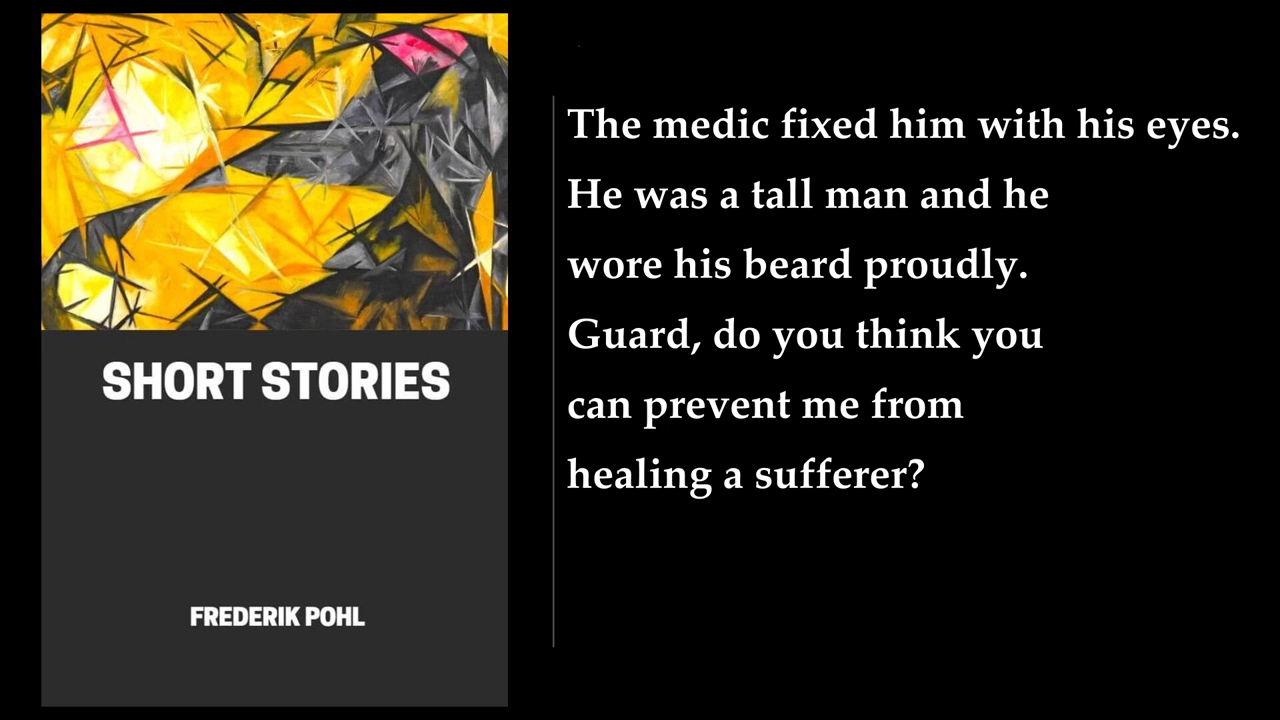 SHORT STORIES
FREDERIK POHL
The medic fixed him with his eyes.
He was a tall man and he
wore his beard proudly.
Guard, do you think you
can prevent me from
healing a sufferer?